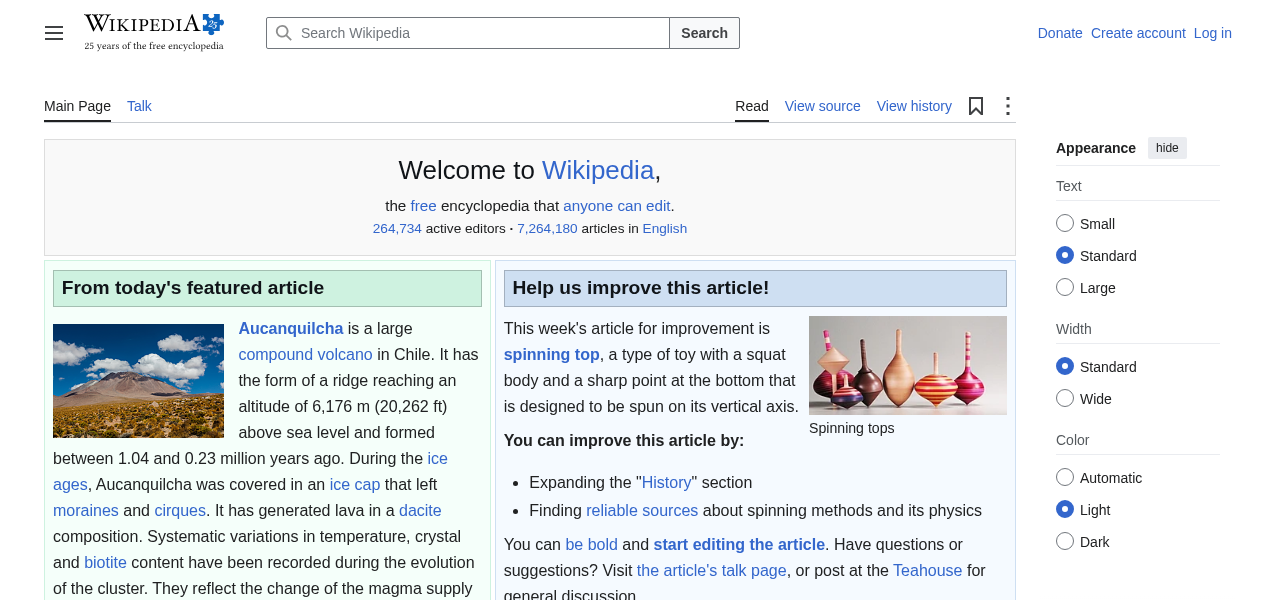 WIKIPEDIA 25
25 years of the free encyclopedia
Search Wikipedia
Search
Donate Create account Log in
Main Page Talk
Read View source View history
Welcome to Wikipedia,
the free encyclopedia that anyone can edit.
264,734 active editors · 7,264,180 articles in English
From today's featured article
Aucanquilcha is a large
compound volcano in Chile. It has
the form of a ridge reaching an
altitude of 6,176 m (20,262 ft)
above sea level and formed
between 1.04 and 0.23 million years ago. During the ice
ages, Aucanquilcha was covered in an ice cap that left
moraines and cirques. It has generated lava in a dacite
composition. Systematic variations in temperature, crystal
and biotite content have been recorded during the evolution
of the cluster. They reflect the change of the magma supply
Help us improve this article!
This week's article for improvement is
spinning top, a type of toy with a squat
body and a sharp point at the bottom that
is designed to be spun on its vertical axis.
Spinning tops
You can improve this article by:
Expanding the "History" section
Finding reliable sources about spinning methods and its physics
You can be bold and start editing the article. Have questions or
suggestions? Visit the article's talk page, or post at the Teahouse for
general discussion.
Appearance hide
Text
Small
Standard
Large
Width
Standard
Wide
Color
Automatic
Light
Dark